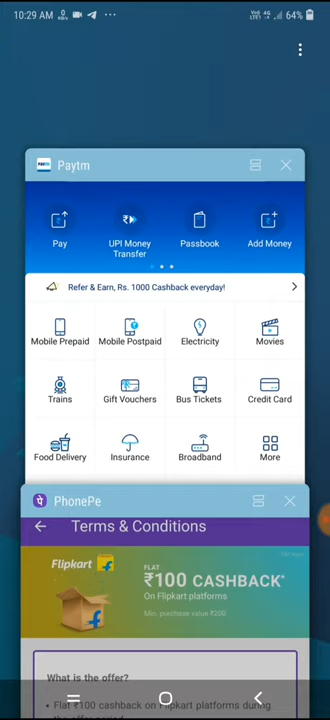 10:29 AM
64%
Paytm
Pay
UPI Money Transfer
Passbook
Add Money
Refer & Earn, Rs. 1000 Cashback everyday!
Mobile Prepaid
Mobile Postpaid
Electricity
Movies
Trains
Gift Vouchers
Bus Tickets
Credit Card
Food Delivery
Insurance
Broadband
More
PhonePe
Terms & Conditions
Flipkart
FLAT
₹100 CASHBACK*
On Flipkart platforms
Min. purchase value ₹200
What is the offer?
• Flat ₹100 cashback on Flipkart platforms during